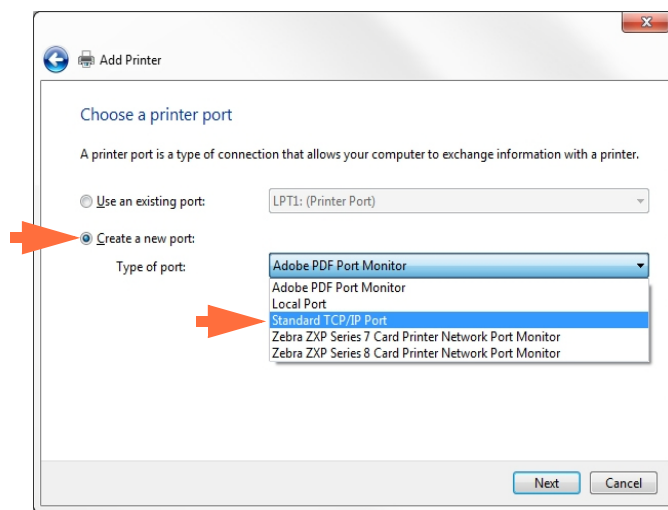 Add Printer
Choose a printer port
A printer port is a type of connection that allows your computer to exchange information with a printer.
Use an existing port:
LPT1: (Printer Port)
Create a new port:
Type of port:
Adobe PDF Port Monitor
Adobe PDF Port Monitor
Local Port
Standard TCP/IP Port
Zebra ZXP Series 7 Card Printer Network Port Monitor
Zebra ZXP Series 8 Card Printer Network Port Monitor
Next
Cancel